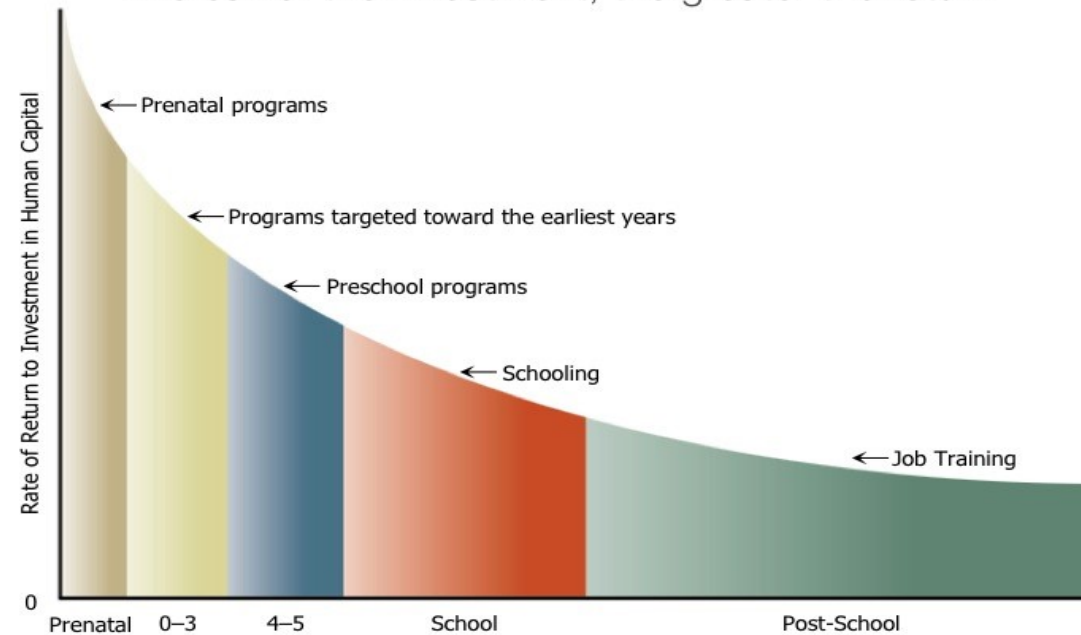 Prenatal programs
Programs targeted toward the earliest years
Preschool programs
Schooling
Job Training
Rate of Return to Investment in Human Capital
0
Prenatal 0–3 4–5 School Post-School